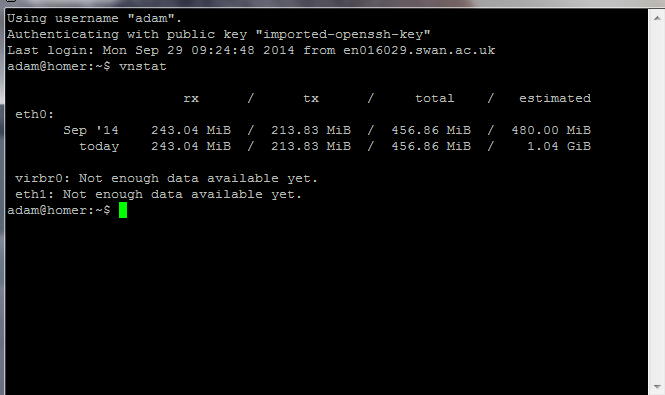 Using username "adam".
Authenticating with public key "imported-openssh-key"
Last login: Mon Sep 29 09:24:48 2014 from en016029.swan.ac.uk
adam@homer:~$ vnstat
rx / tx / total / estimated
eth0:
Sep '14 243.04 MiB / 213.83 MiB / 456.86 MiB / 480.00 MiB
today 243.04 MiB / 213.83 MiB / 456.86 MiB / 1.04 GiB
virbr0: Not enough data available yet.
eth1: Not enough data available yet.
adam@homer:~$